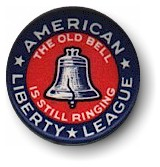 AMERICAN
THE OLD BELL
IS STILL RINGING
LIBERTY ★ LEAGUE